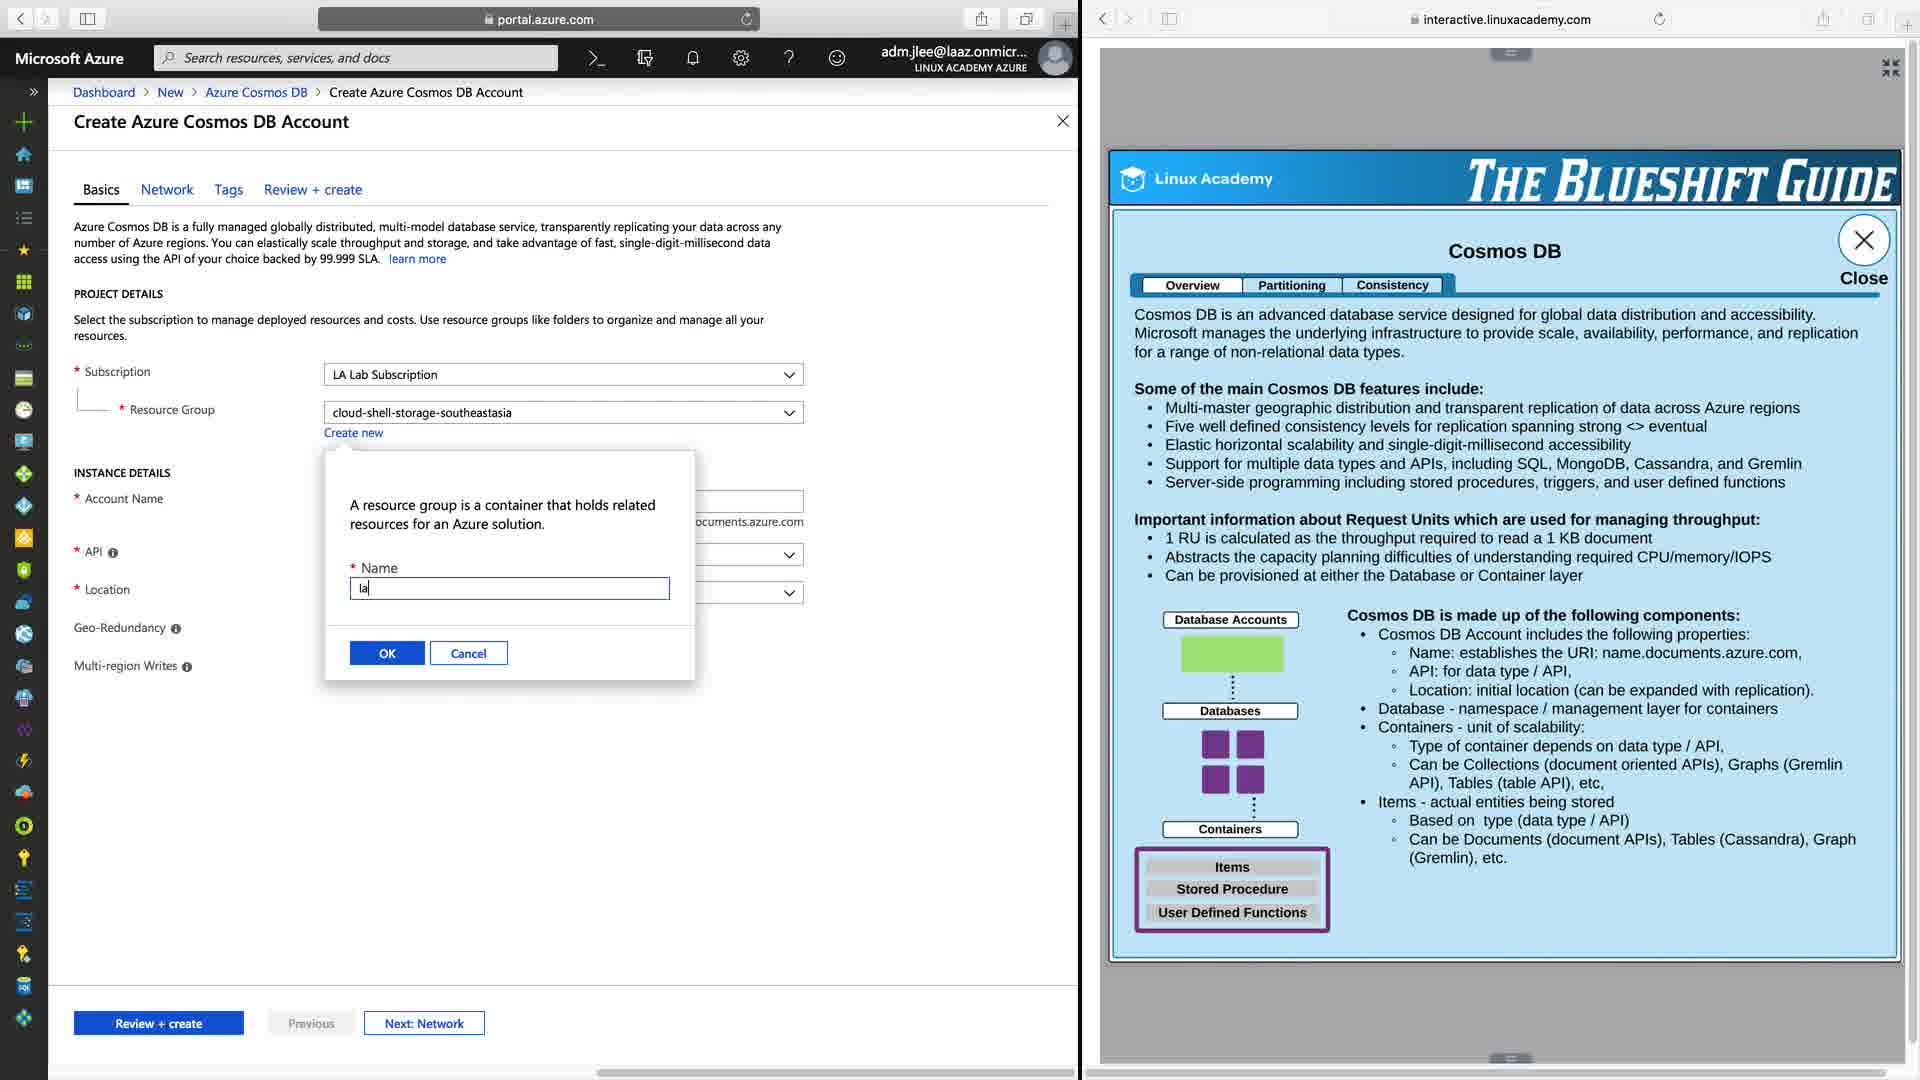 portal.azure.com
Microsoft Azure
Search resources, services, and docs
adm.jlee@laaz.onmicr...
LINUX ACADEMY AZURE
Dashboard > New > Azure Cosmos DB > Create Azure Cosmos DB Account
Create Azure Cosmos DB Account
Basics
Network
Tags
Review + create
Azure Cosmos DB is a fully managed globally distributed, multi-model database service, transparently replicating your data across any
number of Azure regions. You can elastically scale throughput and storage, and take advantage of fast, single-digit-millisecond data
access using the API of your choice backed by 99.999 SLA. learn more
PROJECT DETAILS
Select the subscription to manage deployed resources and costs. Use resource groups like folders to organize and manage all your
resources.
* Subscription
LA Lab Subscription
* Resource Group
cloud-shell-storage-southeastasia
Create new
INSTANCE DETAILS
* Account Name
ocuments.azure.com
* API
* Location
Geo-Redundancy
Multi-region Writes
A resource group is a container that holds related
resources for an Azure solution.
* Name
la
OK
Cancel
Review + create
Previous
Next: Network
interactive.linuxacademy.com
Linux Academy
THE BLUESHIFT GUIDE
Cosmos DB
Close
Overview
Partitioning
Consistency
Cosmos DB is an advanced database service designed for global data distribution and accessibility.
Microsoft manages the underlying infrastructure to provide scale, availability, performance, and replication
for a range of non-relational data types.
Some of the main Cosmos DB features include:
• Multi-master geographic distribution and transparent replication of data across Azure regions
• Five well defined consistency levels for replication spanning strong <> eventual
• Elastic horizontal scalability and single-digit-millisecond accessibility
• Support for multiple data types and APIs, including SQL, MongoDB, Cassandra, and Gremlin
• Server-side programming including stored procedures, triggers, and user defined functions
Important information about Request Units which are used for managing throughput:
• 1 RU is calculated as the throughput required to read a 1 KB document
• Abstracts the capacity planning difficulties of understanding required CPU/memory/IOPS
• Can be provisioned at either the Database or Container layer
Database Accounts
Databases
Containers
Items
Stored Procedure
User Defined Functions
Cosmos DB is made up of the following components:
• Cosmos DB Account includes the following properties:
◦ Name: establishes the URI: name.documents.azure.com,
◦ API: for data type / API,
◦ Location: initial location (can be expanded with replication).
• Database - namespace / management layer for containers
• Containers - unit of scalability:
◦ Type of container depends on data type / API,
◦ Can be Collections (document oriented APIs), Graphs (Gremlin
API), Tables (table API), etc,
• Items - actual entities being stored
◦ Based on type (data type / API)
◦ Can be Documents (document APIs), Tables (Cassandra), Graph
(Gremlin), etc.